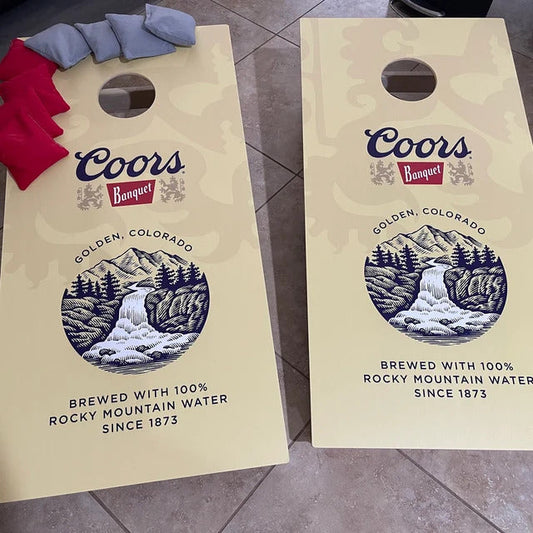 Coors
Banquet
GOLDEN, COLORADO
BREWED WITH 100%
ROCKY MOUNTAIN WATER
SINCE 1873
Coors
Banquet
GOLDEN, COLORADO
BREWED WITH 100%
ROCKY MOUNTAIN WATER
SINCE 1873